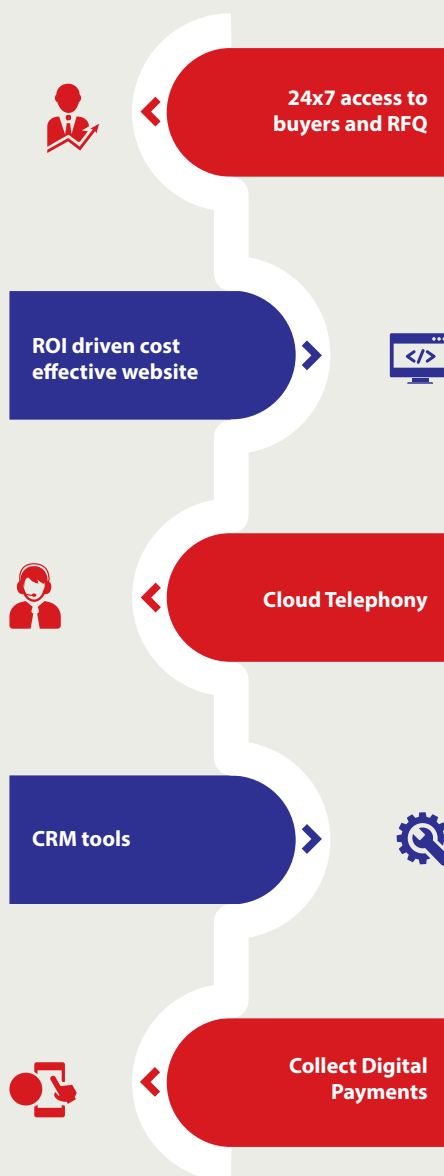 24x7 access to
buyers and RFQ
ROI driven cost
effective website
</>
Cloud Telephony
CRM tools
Collect Digital
Payments